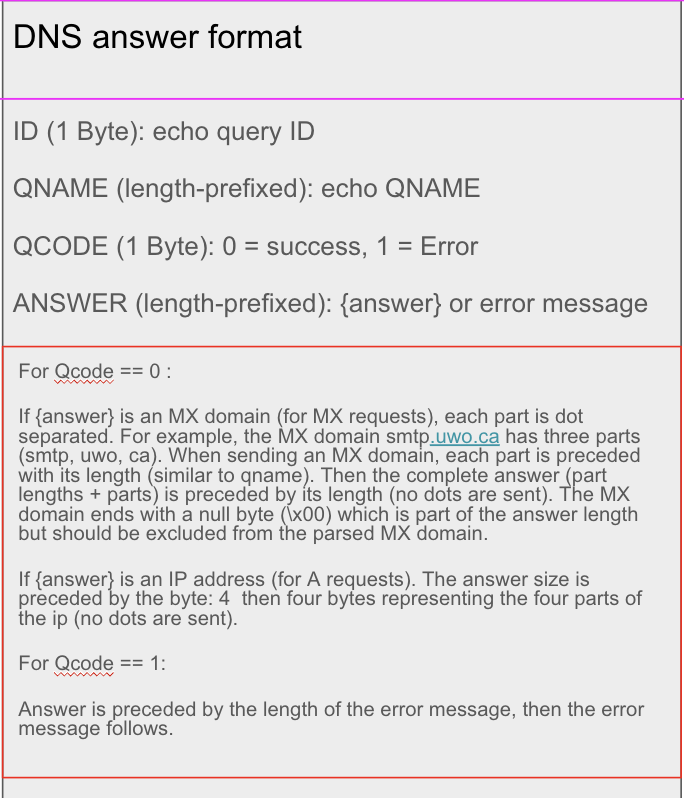 DNS answer format
ID (1 Byte): echo query ID
QNAME (length-prefixed): echo QNAME
QCODE (1 Byte): 0 = success, 1 = Error
ANSWER (length-prefixed): {answer} or error message
For Qcode == 0 :
If {answer} is an MX domain (for MX requests), each part is dot
separated. For example, the MX domain smtp.uwo.ca has three parts
(smtp, uwo, ca). When sending an MX domain, each part is preceded
with its length (similar to qname). Then the complete answer (part
lengths + parts) is preceded by its length (no dots are sent). The MX
domain ends with a null byte (\x00) which is part of the answer length
but should be excluded from the parsed MX domain.
If {answer} is an IP address (for A requests). The answer size is
preceded by the byte: 4  then four bytes representing the four parts of
the ip (no dots are sent).
For Qcode == 1:
Answer is preceded by the length of the error message, then the error
message follows.